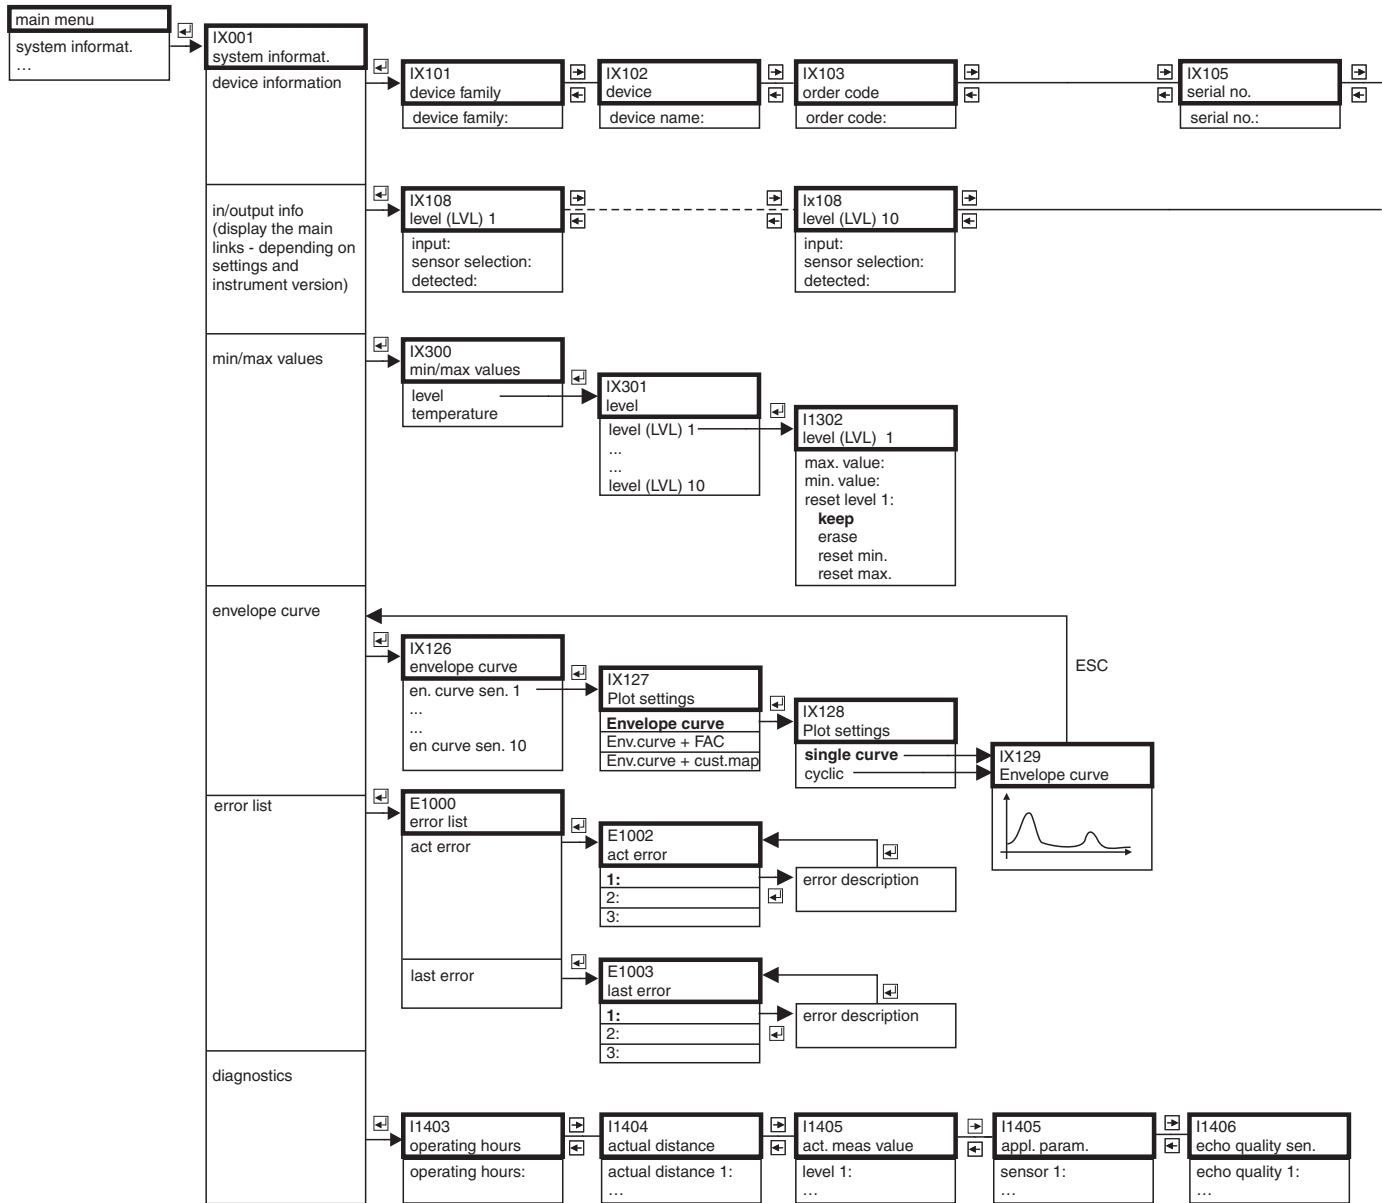 main menu
system informat.
...
IX001
system informat.
device information
IX101
device family
device family:
IX102
device
device name:
IX103
order code
order code:
IX105
serial no.
serial no.:
in/output info
(display the main
links - depending on
settings and
instrument version)
IX108
level (LVL) 1
input:
sensor selection:
detected:
Ix108
level (LVL) 10
input:
sensor selection:
detected:
min/max values
IX300
min/max values
level
temperature
IX301
level
level (LVL) 1
...
...
level (LVL) 10
I1302
level (LVL) 1
max. value:
min. value:
reset level 1:
keep
erase
reset min.
reset max.
envelope curve
IX126
envelope curve
en. curve sen. 1
...
...
en curve sen. 10
IX127
Plot settings
Envelope curve
Env.curve + FAC
Env.curve + cust.map
IX128
Plot settings
single curve
cyclic
ESC
IX129
Envelope curve
error list
E1000
error list
act error
E1002
act error
1:
2:
3:
error description
last error
E1003
last error
1:
2:
3:
error description
diagnostics
I1403
operating hours
operating hours:
I1404
actual distance
actual distance 1:
...
I1405
act. meas value
level 1:
...
I1405
appl. param.
sensor 1:
...
I1406
echo quality sen.
echo quality 1:
...